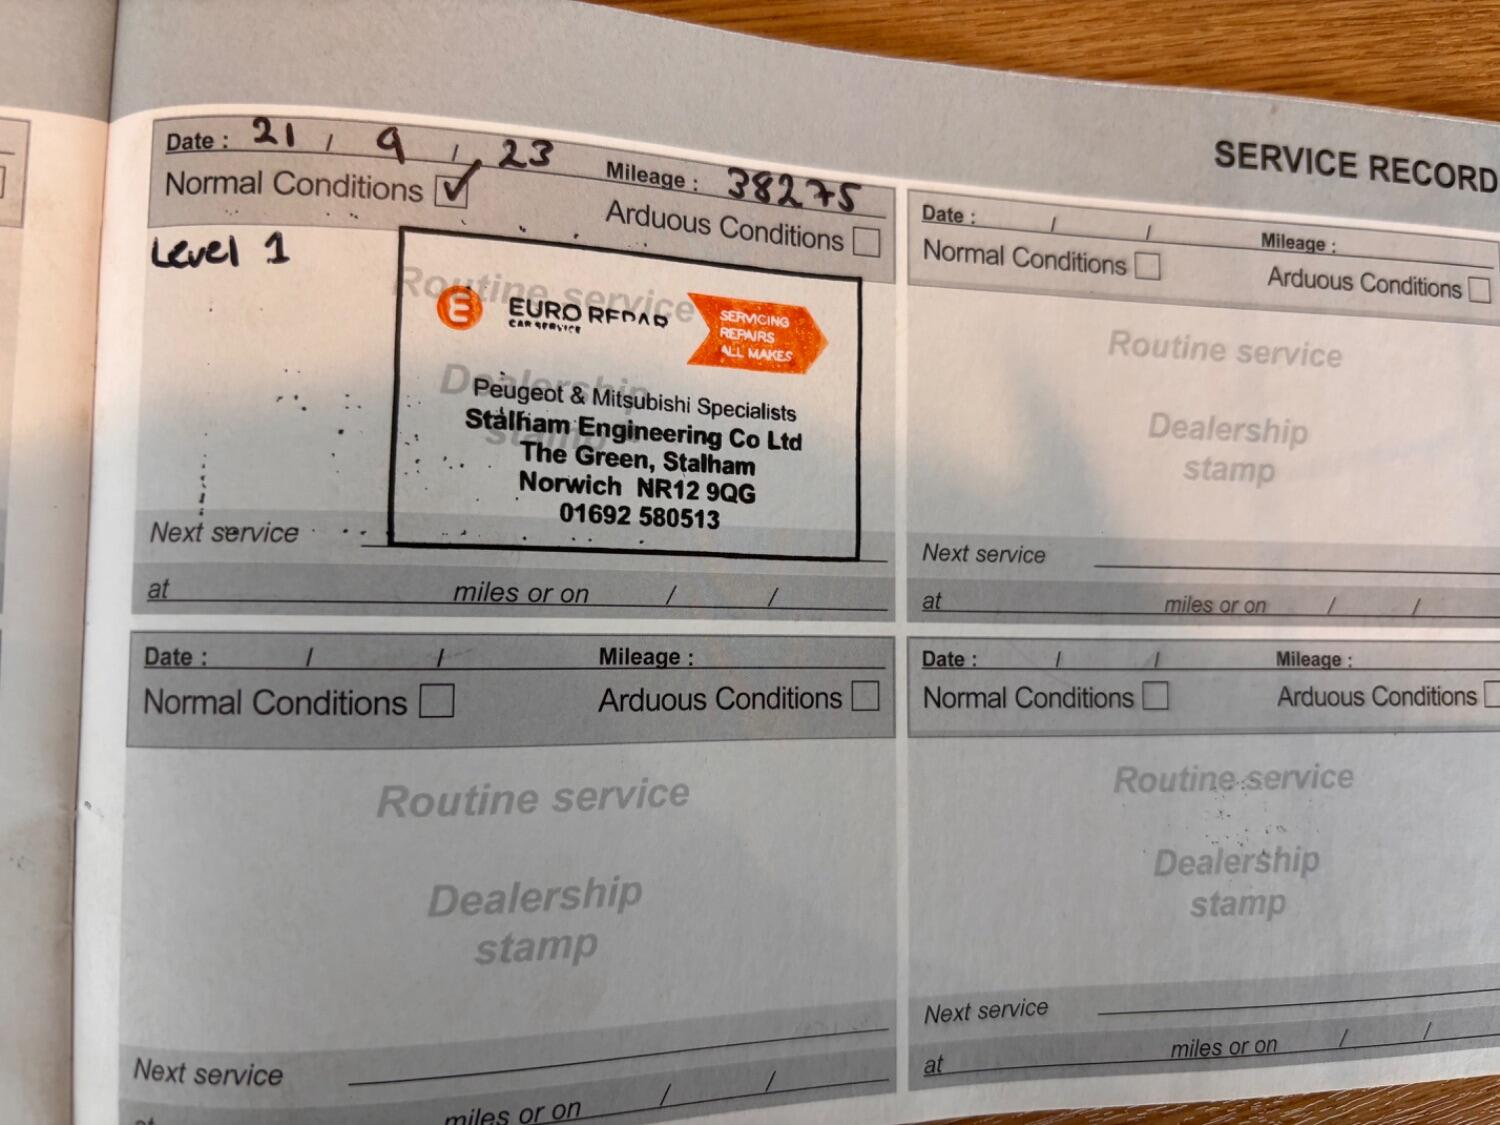 SERVICE RECORD
Date : 21 / 9 / 23 Mileage : 38275
Normal Conditions Arduous Conditions
Level 1
Routine service
EURO REPAR
CAR SERVICE
SERVICING
REPAIRS
ALL MAKES
Dealership
stamp
Peugeot & Mitsubishi Specialists
Stalham Engineering Co Ltd
The Green, Stalham
Norwich NR12 9QG
01692 580513
Next service
at miles or on / /
Date : / / Mileage :
Normal Conditions Arduous Conditions
Routine service
Dealership
stamp
Next service
at miles or on / /
Date : / / Mileage :
Normal Conditions Arduous Conditions
Routine service
Dealership
stamp
Next service
at miles or on / /
Date : / / Mileage :
Normal Conditions Arduous Conditions
Routine service
Dealership
stamp
Next service
at miles or on / /